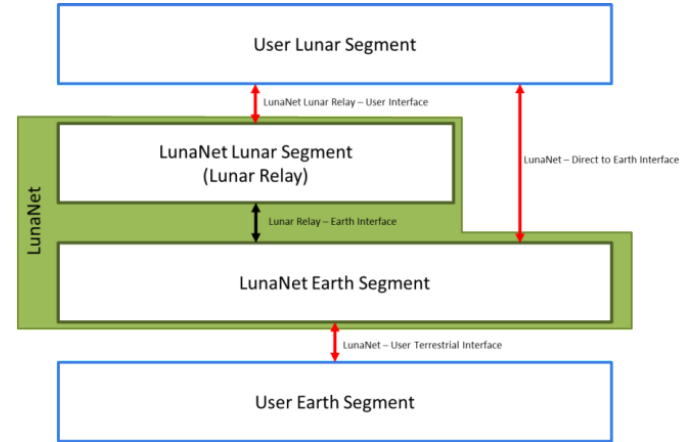 User Lunar Segment
LunaNet Lunar Relay – User Interface
LunaNet Lunar Segment
(Lunar Relay)
LunaNet – Direct to Earth Interface
LunaNet
Lunar Relay – Earth Interface
LunaNet Earth Segment
LunaNet – User Terrestrial Interface
User Earth Segment